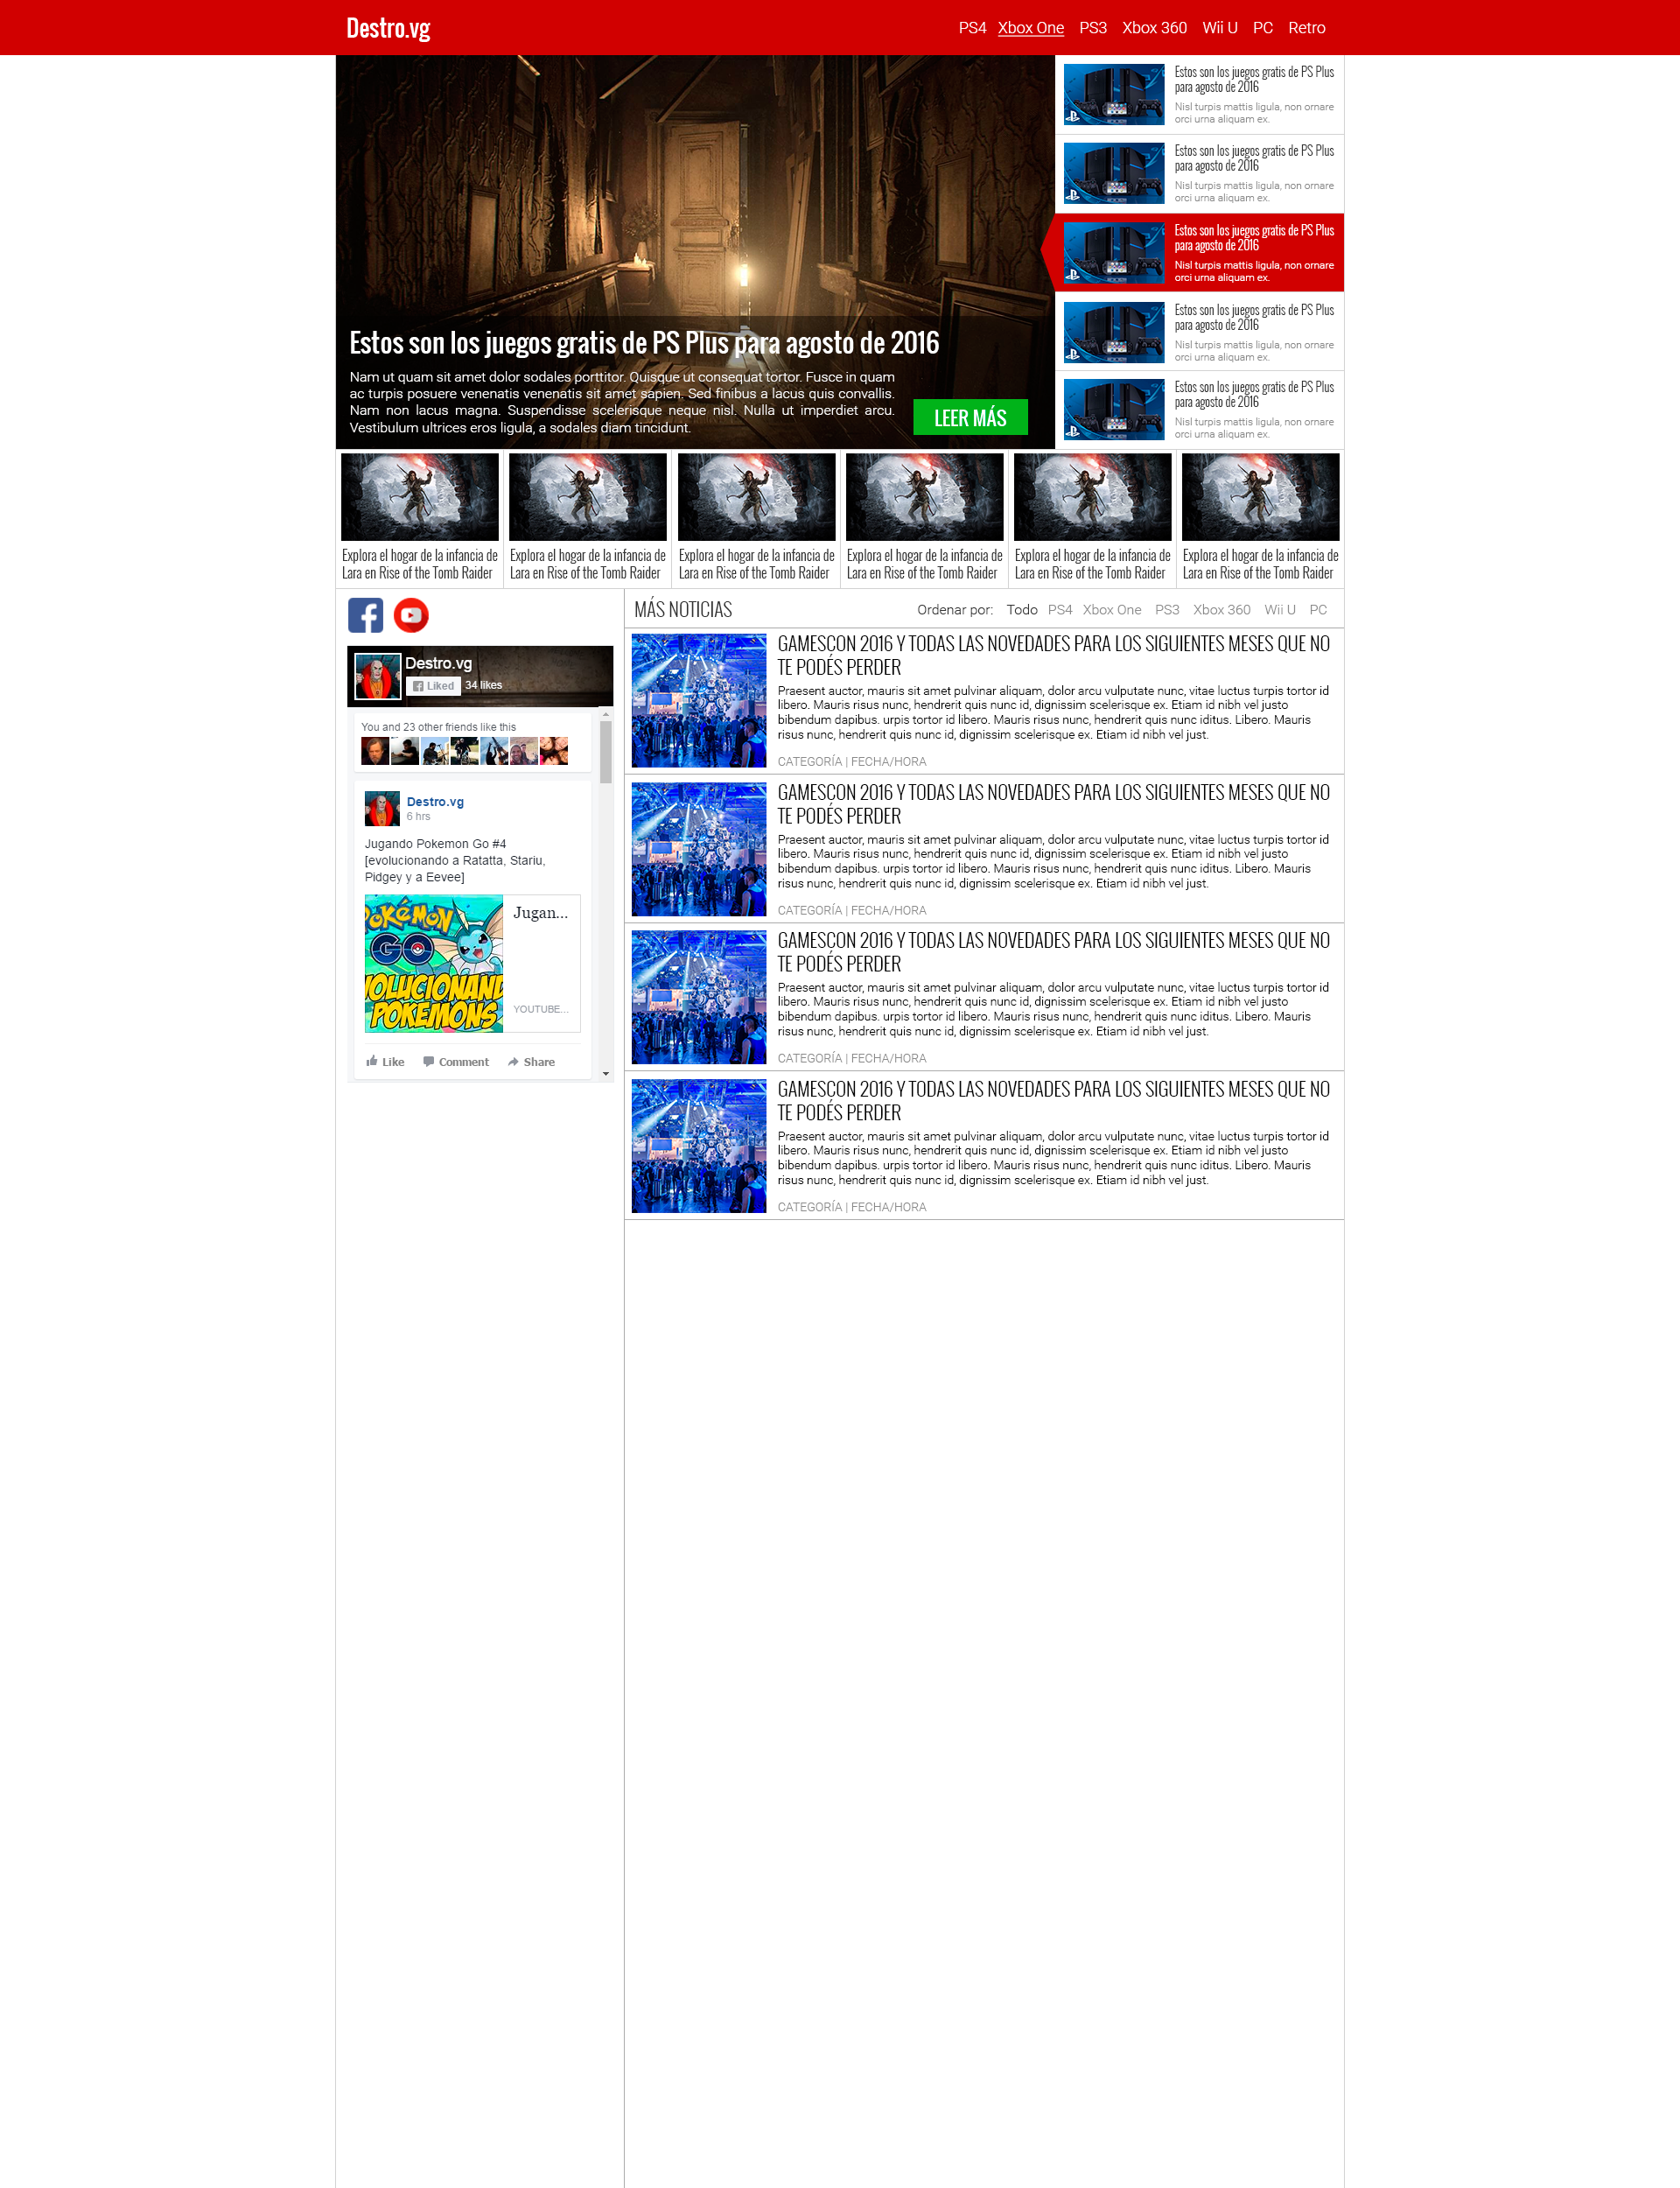 Destro.vg
PS4 Xbox One PS3 Xbox 360 Wii U PC Retro
Estos son los juegos gratis de PS Plus para agosto de 2016
Nam ut quam sit amet dolor sodales porttitor. Quisque ut consequat tortor. Fusce in quam
ac turpis posuere venenatis venenatis sit amet sapien. Sed finibus a lacus quis convallis.
Nam non lacus magna. Suspendisse scelerisque neque nisl. Nulla ut imperdiet arcu.
Vestibulum ultrices eros ligula, a sodales diam tincidunt.
LEER MÁS
Estos son los juegos gratis de PS Plus
para agosto de 2016
Nisl turpis mattis ligula, non ornare
orci urna aliquam ex.
Estos son los juegos gratis de PS Plus
para agosto de 2016
Nisl turpis mattis ligula, non ornare
orci urna aliquam ex.
Estos son los juegos gratis de PS Plus
para agosto de 2016
Nisl turpis mattis ligula, non ornare
orci urna aliquam ex.
Estos son los juegos gratis de PS Plus
para agosto de 2016
Nisl turpis mattis ligula, non ornare
orci urna aliquam ex.
Estos son los juegos gratis de PS Plus
para agosto de 2016
Nisl turpis mattis ligula, non ornare
orci urna aliquam ex.
Explora el hogar de la infancia de
Lara en Rise of the Tomb Raider
Explora el hogar de la infancia de
Lara en Rise of the Tomb Raider
Explora el hogar de la infancia de
Lara en Rise of the Tomb Raider
Explora el hogar de la infancia de
Lara en Rise of the Tomb Raider
Explora el hogar de la infancia de
Lara en Rise of the Tomb Raider
Explora el hogar de la infancia de
Lara en Rise of the Tomb Raider
Destro.vg
Liked 34 likes
You and 23 other friends like this
Destro.vg
6 hrs
Jugando Pokemon Go #4
[evolucionando a Ratatta, Stariu,
Pidgey y a Eevee]
POKéMON
GO
VOLUCIONAND
POKEMONS
Jugan...
YOUTUBE...
Like Comment Share
MÁS NOTICIAS
Ordenar por: Todo PS4 Xbox One PS3 Xbox 360 Wii U PC
GAMESCON 2016 Y TODAS LAS NOVEDADES PARA LOS SIGUIENTES MESES QUE NO
TE PODÉS PERDER
Praesent auctor, mauris sit amet pulvinar aliquam, dolor arcu vulputate nunc, vitae luctus turpis tortor id
libero. Mauris risus nunc, hendrerit quis nunc id, dignissim scelerisque ex. Etiam id nibh vel justo
bibendum dapibus. urpis tortor id libero. Mauris risus nunc, hendrerit quis nunc iditus. Libero. Mauris
risus nunc, hendrerit quis nunc id, dignissim scelerisque ex. Etiam id nibh vel just.
CATEGORÍA | FECHA/HORA
GAMESCON 2016 Y TODAS LAS NOVEDADES PARA LOS SIGUIENTES MESES QUE NO
TE PODÉS PERDER
Praesent auctor, mauris sit amet pulvinar aliquam, dolor arcu vulputate nunc, vitae luctus turpis tortor id
libero. Mauris risus nunc, hendrerit quis nunc id, dignissim scelerisque ex. Etiam id nibh vel justo
bibendum dapibus. urpis tortor id libero. Mauris risus nunc, hendrerit quis nunc iditus. Libero. Mauris
risus nunc, hendrerit quis nunc id, dignissim scelerisque ex. Etiam id nibh vel just.
CATEGORÍA | FECHA/HORA
GAMESCON 2016 Y TODAS LAS NOVEDADES PARA LOS SIGUIENTES MESES QUE NO
TE PODÉS PERDER
Praesent auctor, mauris sit amet pulvinar aliquam, dolor arcu vulputate nunc, vitae luctus turpis tortor id
libero. Mauris risus nunc, hendrerit quis nunc id, dignissim scelerisque ex. Etiam id nibh vel justo
bibendum dapibus. urpis tortor id libero. Mauris risus nunc, hendrerit quis nunc iditus. Libero. Mauris
risus nunc, hendrerit quis nunc id, dignissim scelerisque ex. Etiam id nibh vel just.
CATEGORÍA | FECHA/HORA
GAMESCON 2016 Y TODAS LAS NOVEDADES PARA LOS SIGUIENTES MESES QUE NO
TE PODÉS PERDER
Praesent auctor, mauris sit amet pulvinar aliquam, dolor arcu vulputate nunc, vitae luctus turpis tortor id
libero. Mauris risus nunc, hendrerit quis nunc id, dignissim scelerisque ex. Etiam id nibh vel justo
bibendum dapibus. urpis tortor id libero. Mauris risus nunc, hendrerit quis nunc iditus. Libero. Mauris
risus nunc, hendrerit quis nunc id, dignissim scelerisque ex. Etiam id nibh vel just.
CATEGORÍA | FECHA/HORA